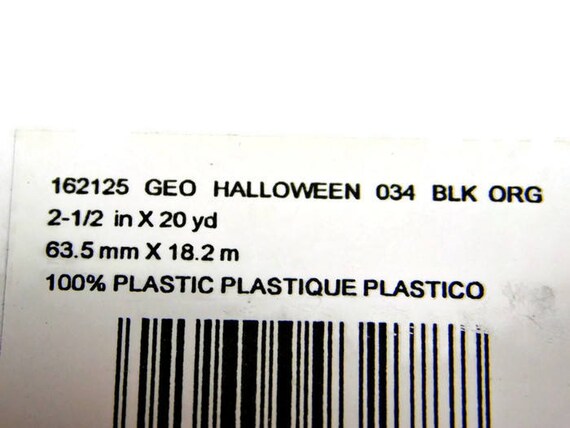 162125 GEO HALLOWEEN 034 BLK ORG
2-1/2 in X 20 yd
63.5 mm X 18.2 m
100% PLASTIC PLASTIQUE PLASTICO